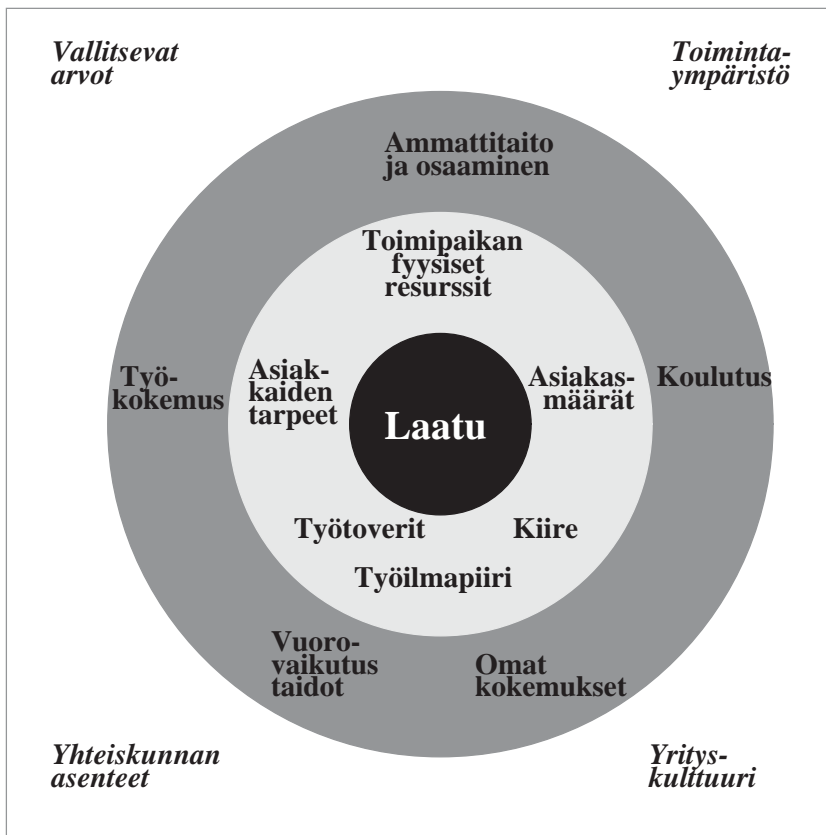 Vallitsevat
arvot
Toiminta-
ympäristö
Ammattitaito
ja osaaminen
Toimipaikan
fyysiset
resurssit
Työ-
kokemus
Asiak-
kaiden
tarpeet
Laatu
Asiakas-
määrät
Koulutus
Työtoverit
Kiire
Työilmapiiri
Vuoro-
vaikutus
taidot
Omat
kokemukset
Yhteiskunnan
asenteet
Yritys-
kulttuuri